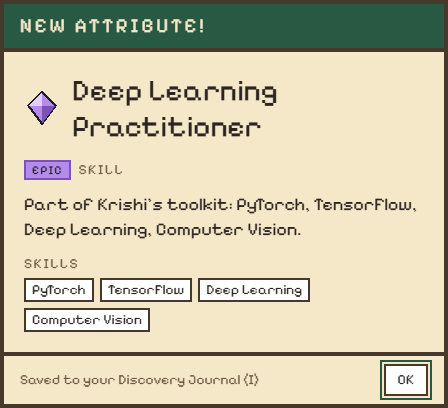 NEW ATTRIBUTE!
Deep Learning
Practitioner
EPIC SKILL
Part of Krishi's toolkit: PyTorch, TensorFlow,
Deep Learning, Computer Vision.
SKILLS
PyTorch TensorFlow Deep Learning
Computer Vision
Saved to your Discovery Journal (I) OK